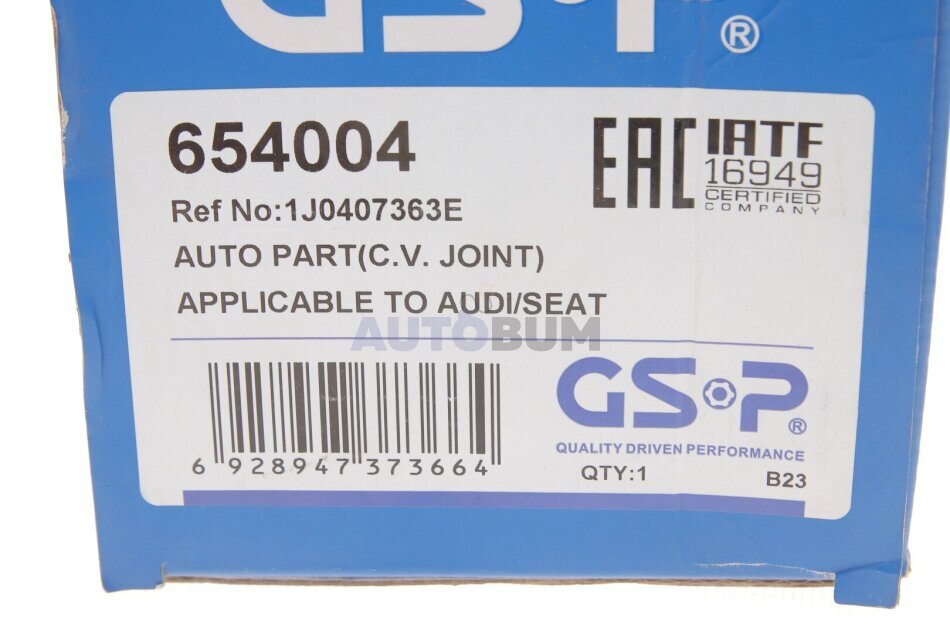 GS P®
654004
Ref No:1J0407363E
AUTO PART(C.V. JOINT)
APPLICABLE TO AUDI/SEAT
EAC
IATF
16949
CERTIFIED
COMPANY
AUTOBUM
6 928947 373664
GS P®
QUALITY DRIVEN PERFORMANCE
QTY:1
B23